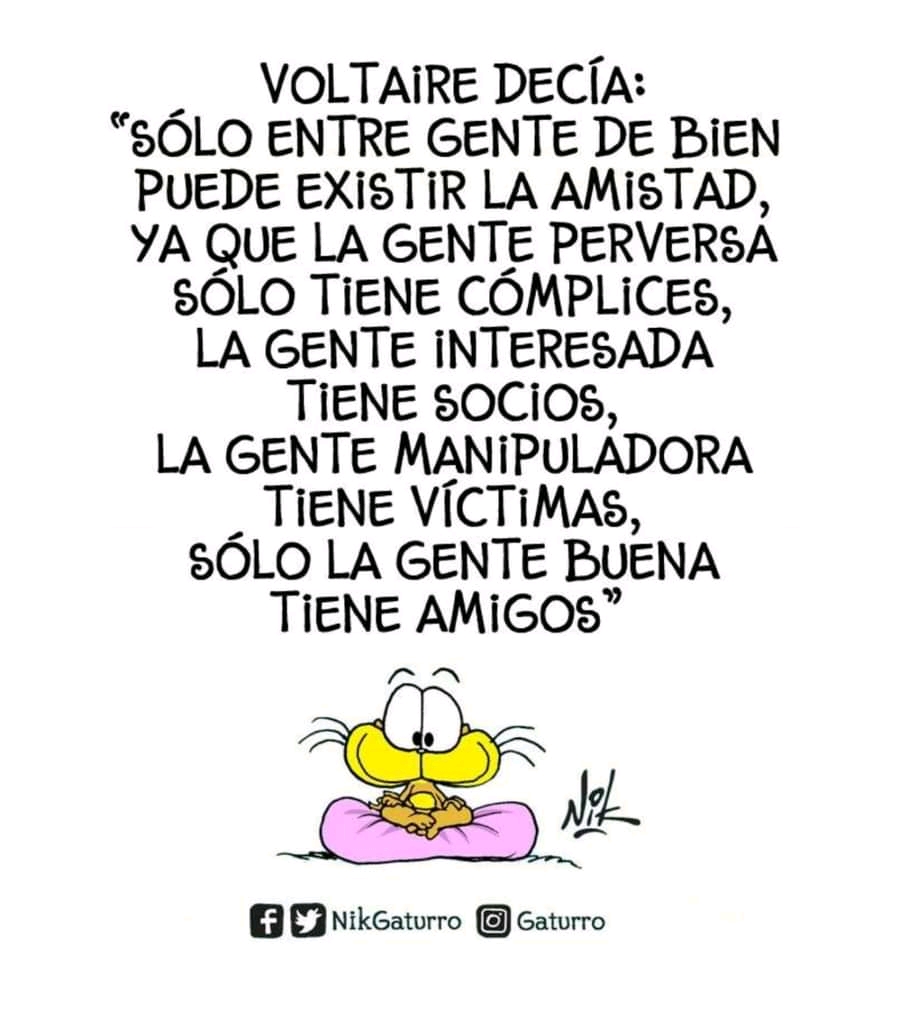 VOLTAiRE DECÍA:
“SÓLO ENTRE GENTE DE BiEN
PUEDE EXiSTiR LA AMiSTAD,
YA QUE LA GENTE PERVERSA
SÓLO TiENE CÓMPLiCES,
LA GENTE iNTERESADA
TiENE SOCiOS,
LA GENTE MANiPULADORA
TiENE VÍCTiMAS,
SÓLO LA GENTE BUENA
TiENE AMiGOS”
Nik
NikGaturro Gaturro